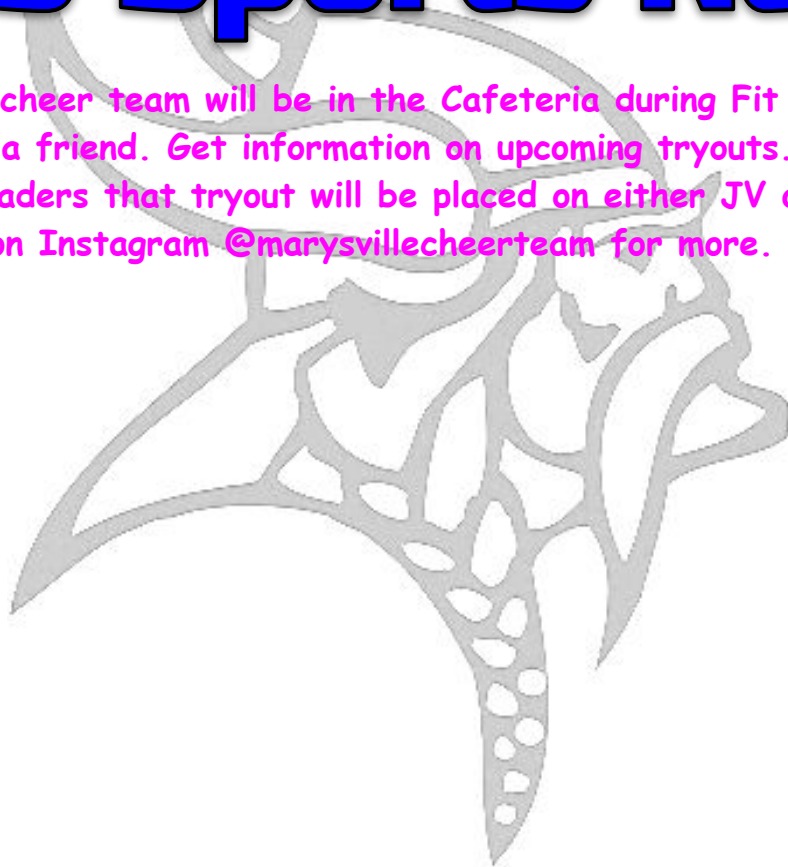 Sports
cheer team will be in the Cafeteria during Fit
a friend. Get information on upcoming tryouts.
that tryout will be placed on either JV
on Instagram @marysvillecheerteam for more.